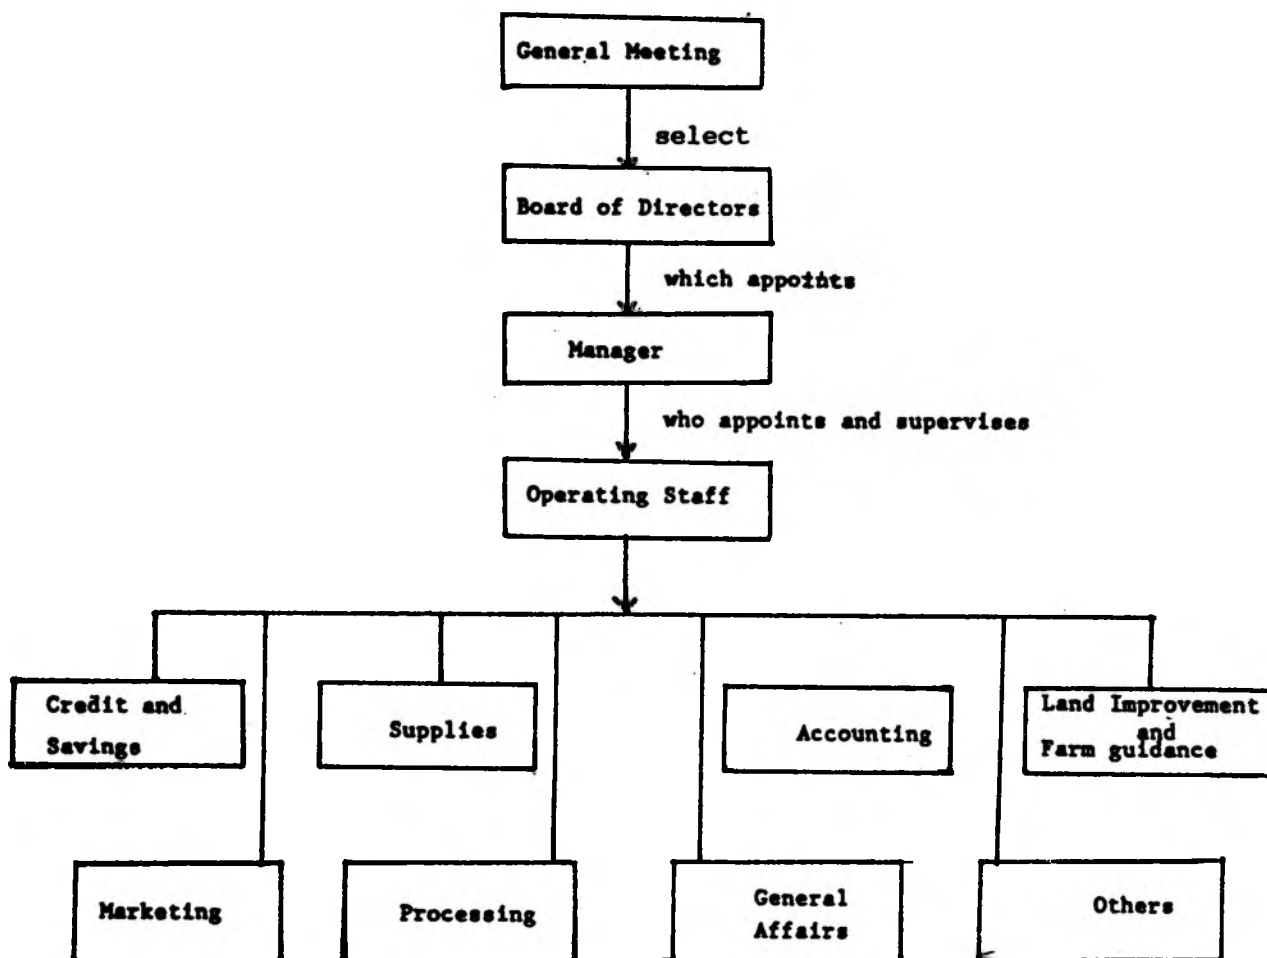 General Meeting
select
Board of Directors
which appoints
Manager
who appoints and supervises
Operating Staff
Credit and
Savings
Supplies
Accounting
Land Improvement
and
Farm guidance
Marketing
Processing
General
Affairs
Others